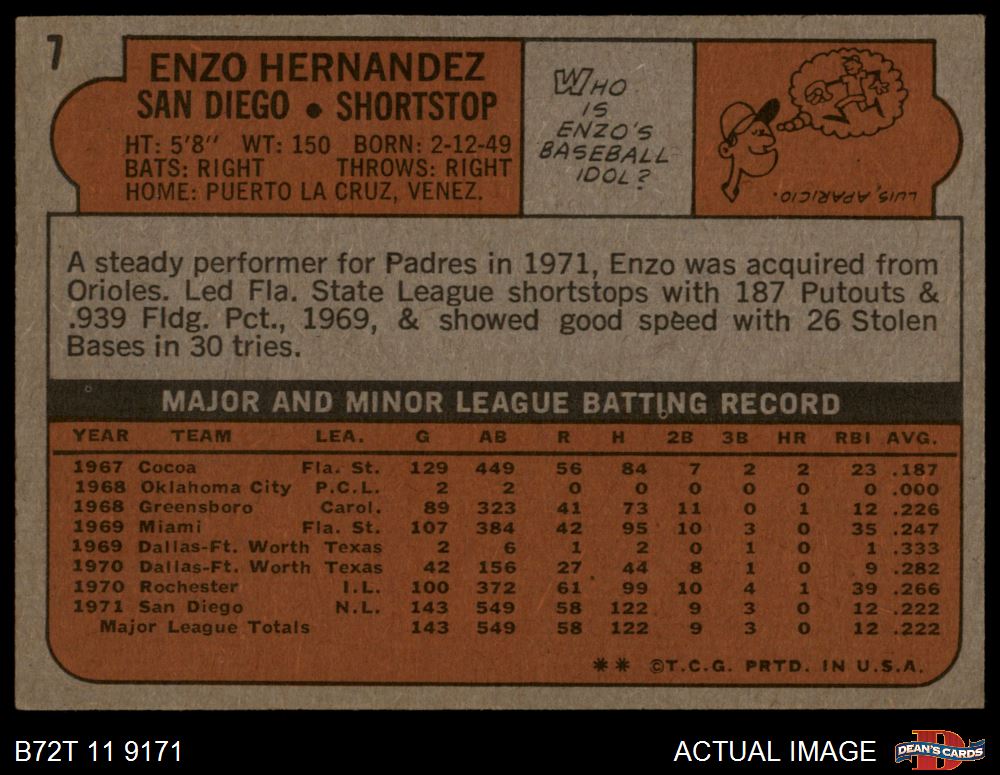 7
ENZO HERNANDEZ
SAN DIEGO • SHORTSTOP
HT: 5'8" WT: 150 BORN: 2-12-49
BATS: RIGHT THROWS: RIGHT
HOME: PUERTO LA CRUZ, VENEZ.
WHO
IS
ENZO'S
BASEBALL
IDOL?
LUIS APARICIO.
A steady performer for Padres in 1971, Enzo was acquired from
Orioles. Led Fla. State League shortstops with 187 Putouts &
.939 Fldg. Pct., 1969, & showed good speed with 26 Stolen
Bases in 30 tries.
MAJOR AND MINOR LEAGUE BATTING RECORD
YEAR TEAM LEA. G AB R H 2B 3B HR RBI AVG.
1967 Cocoa Fla. St. 129 449 56 84 7 2 2 23 .187
1968 Oklahoma City P.C.L. 2 2 0 0 0 0 0 0 .000
1968 Greensboro Carol. 89 323 41 73 11 0 1 12 .226
1969 Miami Fla. St. 107 384 42 95 10 3 0 35 .247
1969 Dallas-Ft. Worth Texas 2 6 1 2 0 1 0 1 .333
1970 Dallas-Ft. Worth Texas 42 156 27 44 8 1 0 9 .282
1970 Rochester I.L. 100 372 61 99 10 4 1 39 .266
1971 San Diego N.L. 143 549 58 122 9 3 0 12 .222
Major League Totals 143 549 58 122 9 3 0 12 .222
** ©T.C.G. PRTD. IN U.S.A.
B72T 11 9171
ACTUAL IMAGE
D
DEAN'S CARDS